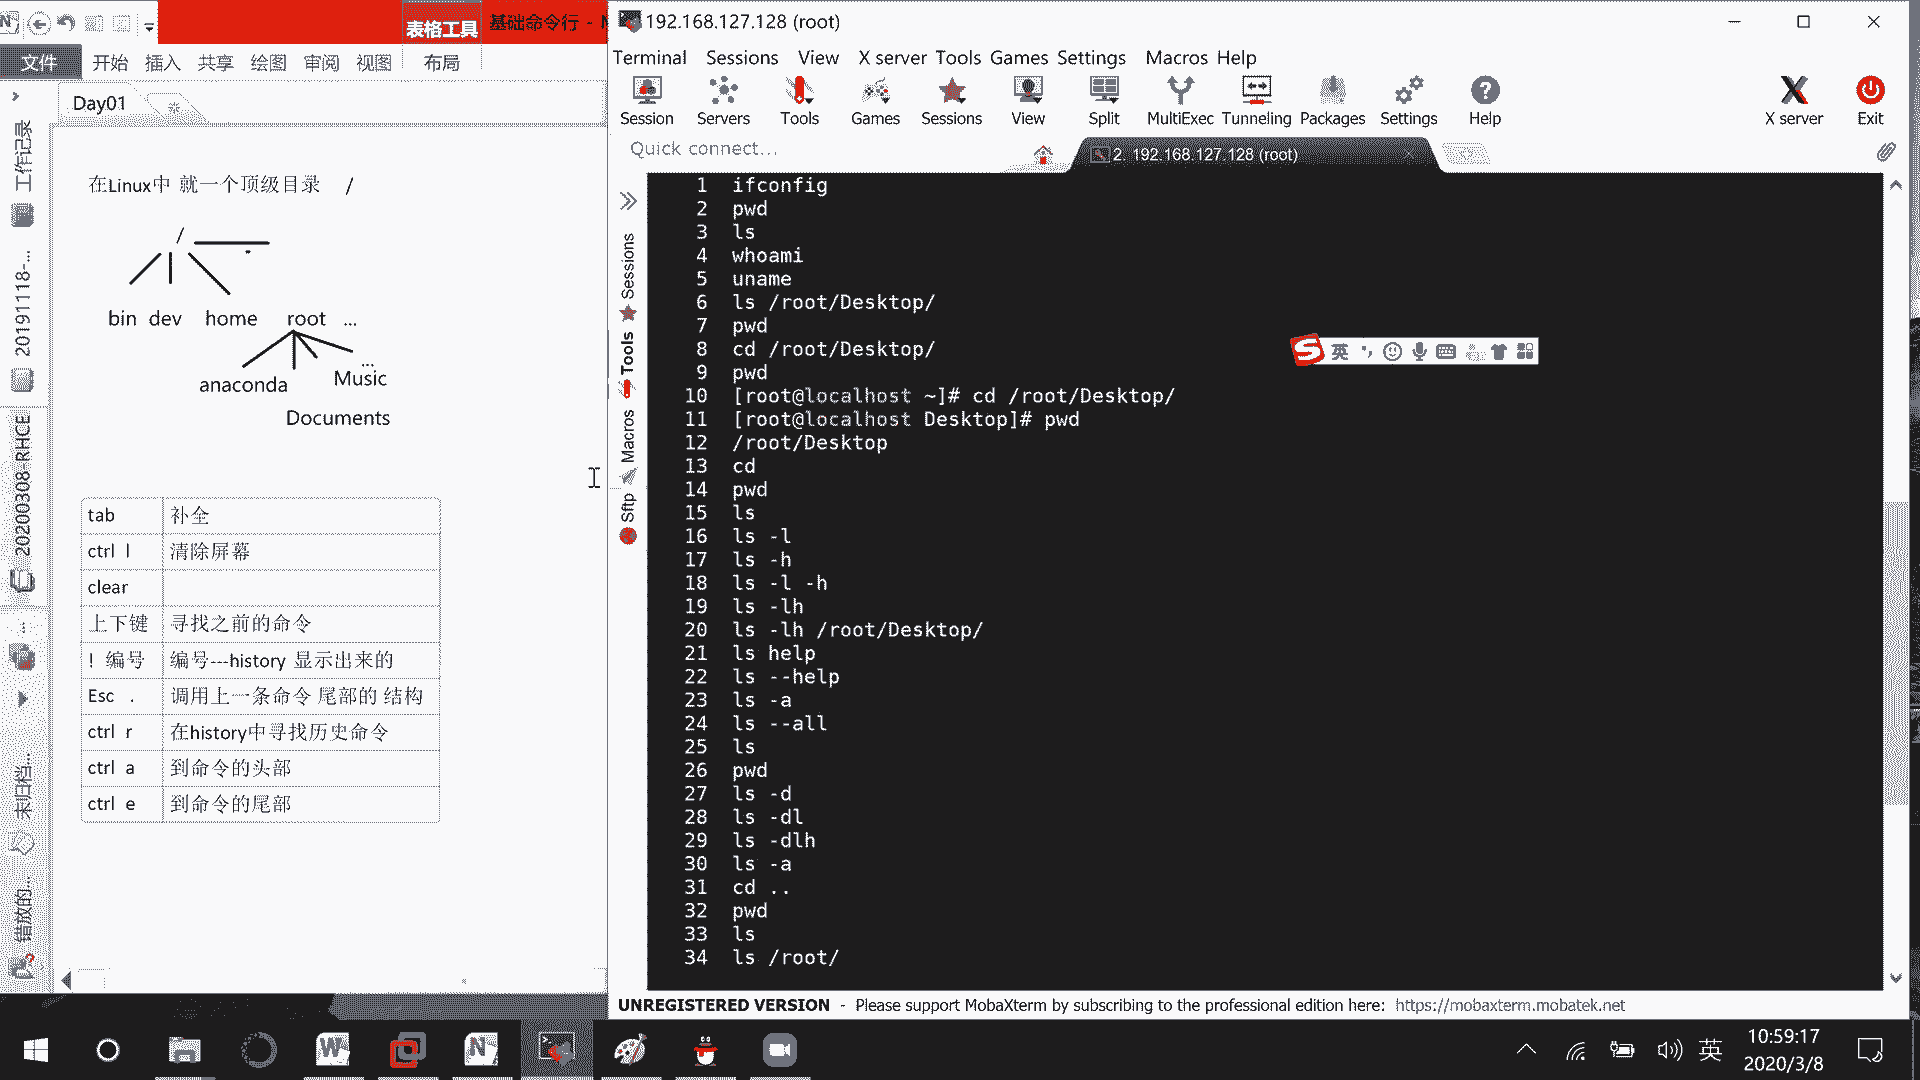 表格工具
基础命令行 -
文件
开始
插入
共享
绘图
审阅
视图
布局
Day01
工作记录
20191118-...
20200308-RHCE
...
未归档...
错放的...
在Linux中 就一个顶级目录 /
/
bin dev home root ...
anaconda Music ...
Documents
tab 补全
ctrl l 清除屏幕
clear
上下键 寻找之前的命令
! 编号 编号---history 显示出来的
Esc . 调用上一条命令 尾部的 结构
ctrl r 在history中寻找历史命令
ctrl a 到命令的头部
ctrl e 到命令的尾部
192.168.127.128 (root)
Terminal Sessions View X server Tools Games Settings Macros Help
Session Servers Tools Games Sessions View Split MultiExec Tunneling Packages Settings Help X server Exit
Quick connect...
2. 192.168.127.128 (root)
Sessions
Tools
Macros
Sftp
1 ifconfig
2 pwd
3 ls
4 whoami
5 uname
6 ls /root/Desktop/
7 pwd
8 cd /root/Desktop/
9 pwd
10 [root@localhost ~]# cd /root/Desktop/
11 [root@localhost Desktop]# pwd
12 /root/Desktop
13 cd
14 pwd
15 ls
16 ls -l
17 ls -h
18 ls -l -h
19 ls -lh
20 ls -lh /root/Desktop/
21 ls help
22 ls --help
23 ls -a
24 ls --all
25 ls
26 pwd
27 ls -d
28 ls -dl
29 ls -dlh
30 ls -a
31 cd ..
32 pwd
33 ls
34 ls /root/
英
UNREGISTERED VERSION - Please support MobaXterm by subscribing to the professional edition here: https://mobaxterm.mobatek.net
英
10:59:17
2020/3/8